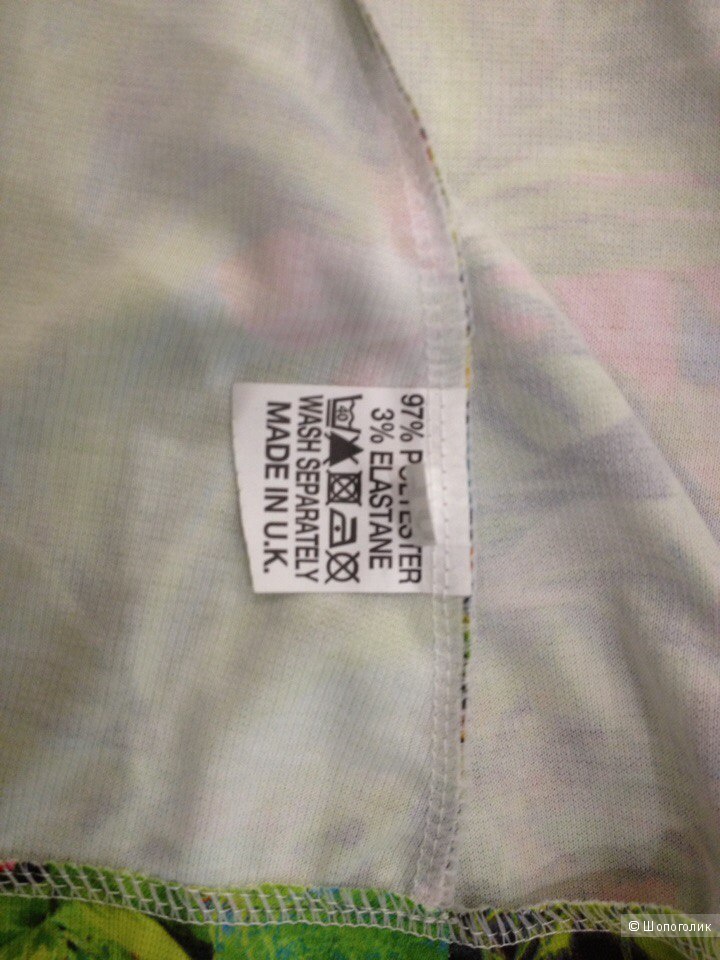 97% POLYESTER
3% ELASTANE
40
WASH SEPARATELY
MADE IN U.K.
© Шопоголик